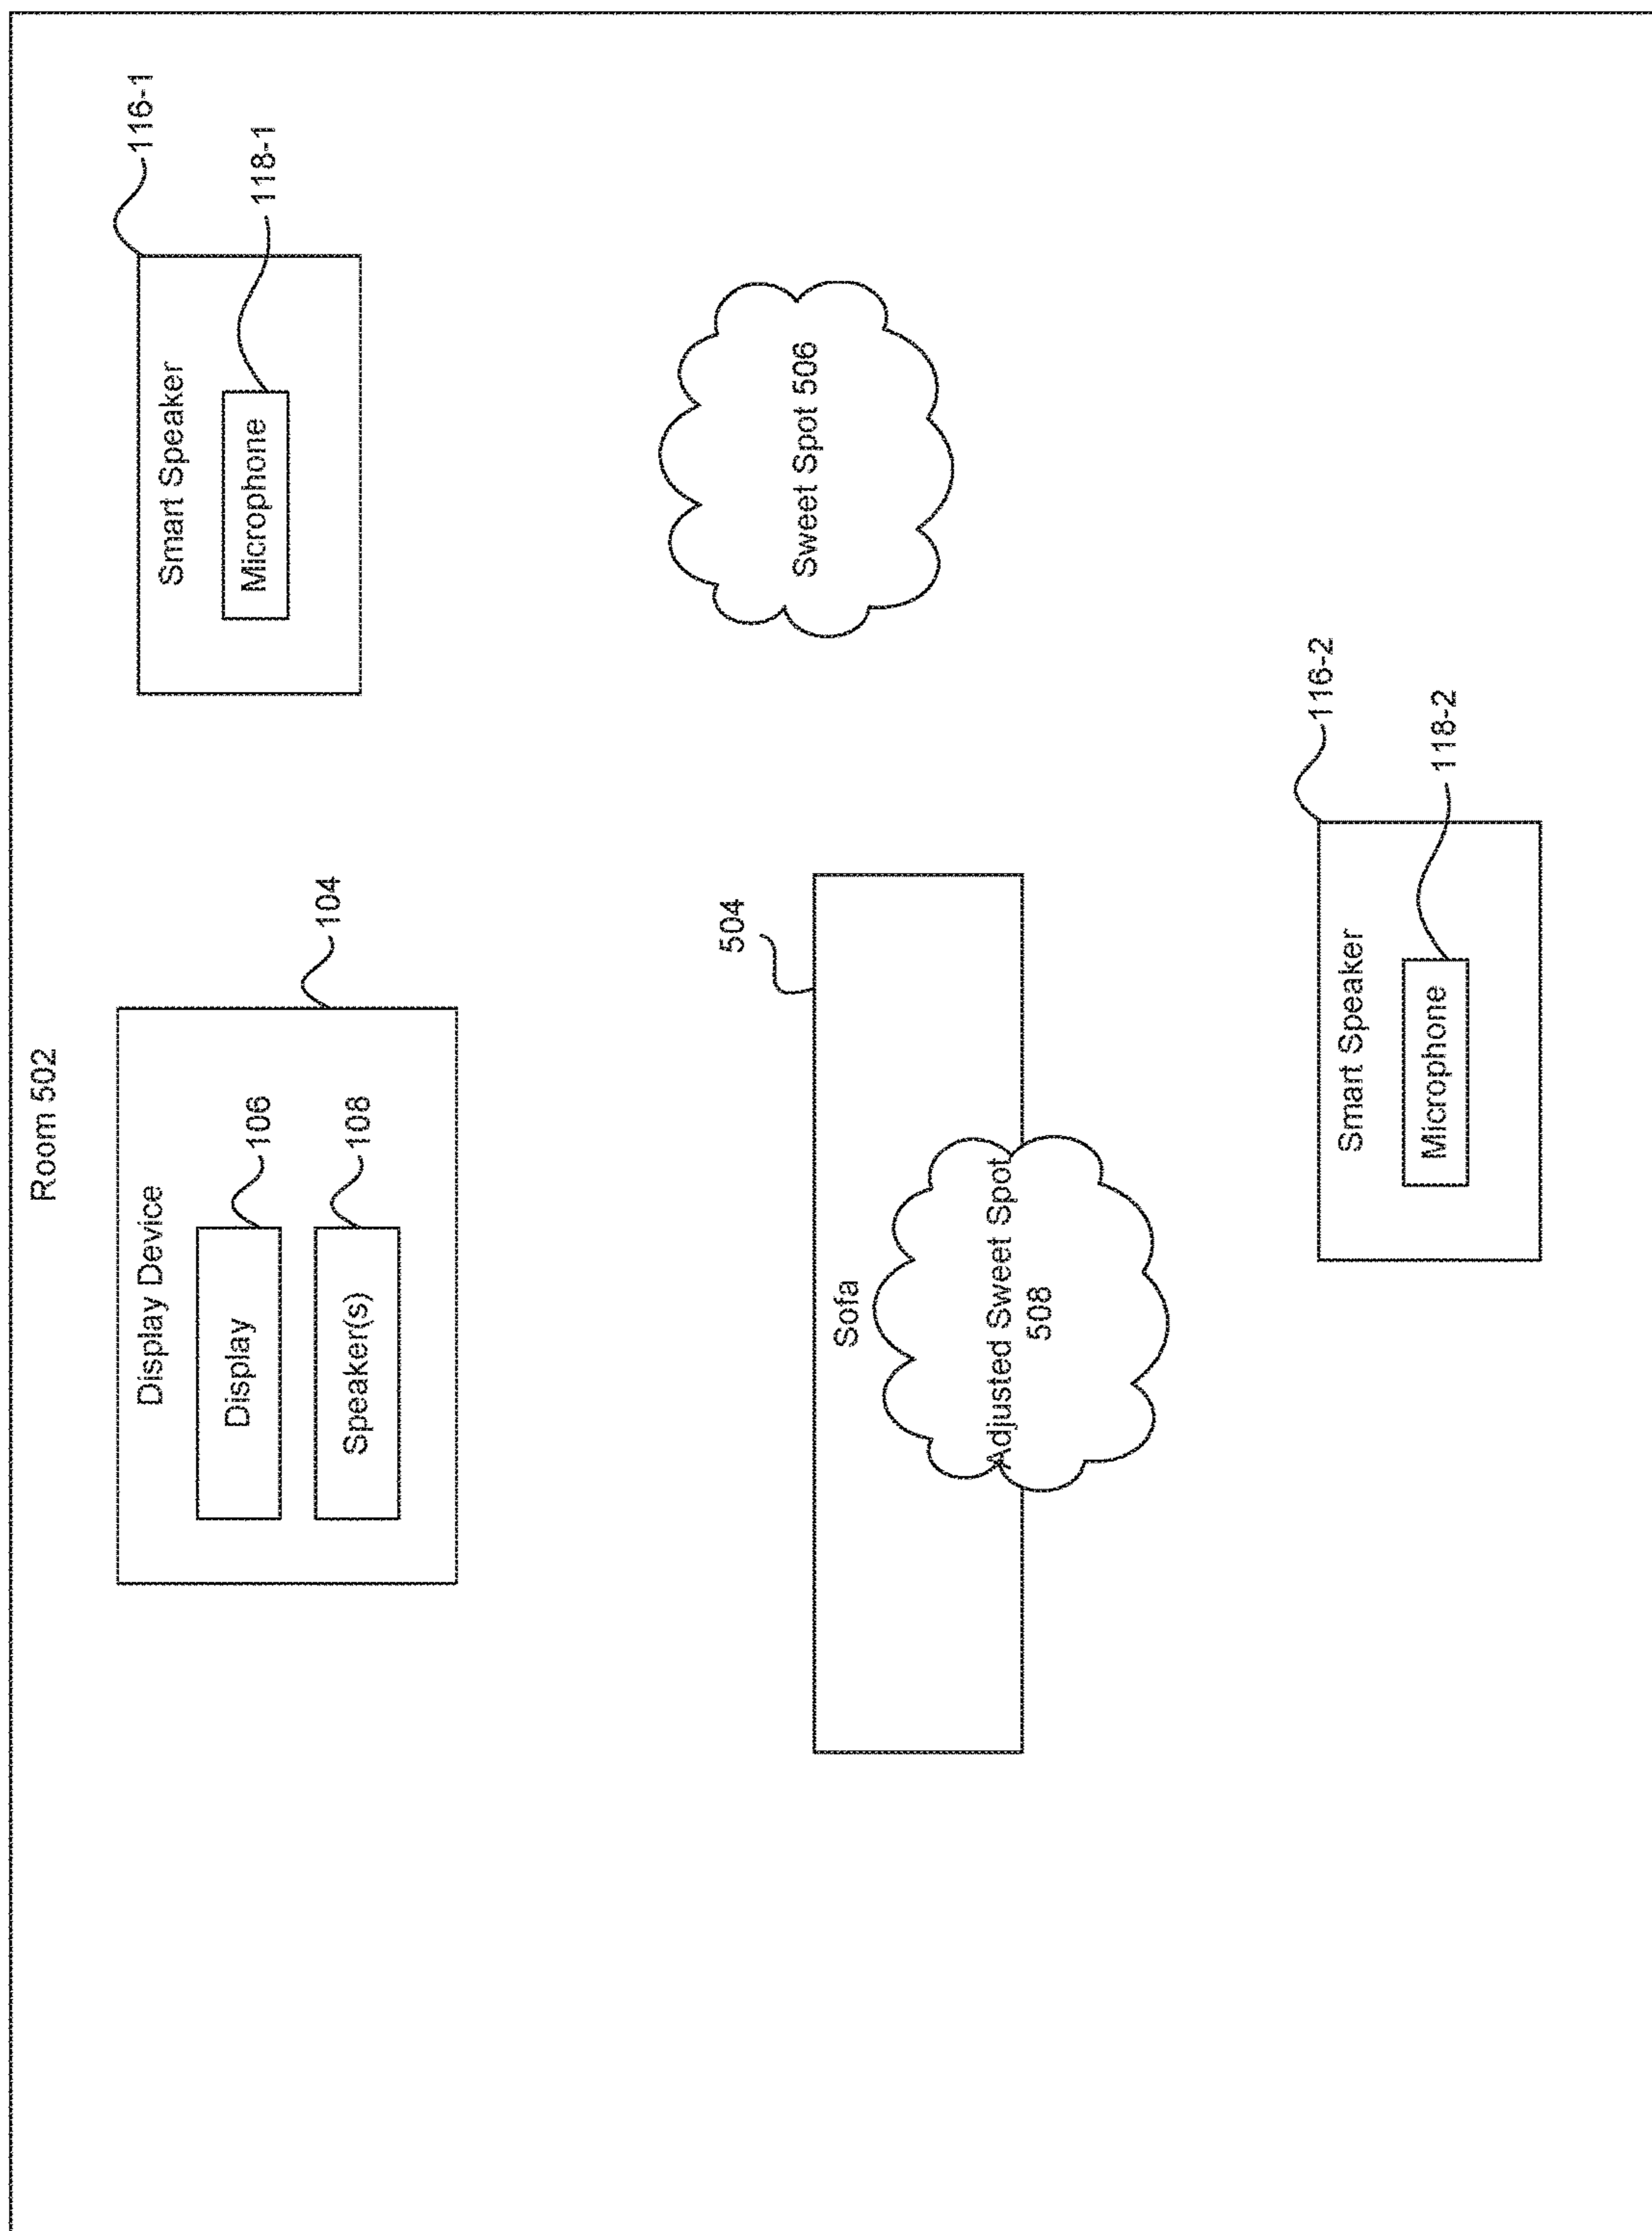 Room 502
Display Device
104
Display
106
Speaker(s)
108
Smart Speaker
116-1
Microphone
118-1
504
Sofa
Adjusted Sweet Spot
508
Sweet Spot 506
Smart Speaker
116-2
Microphone
118-2